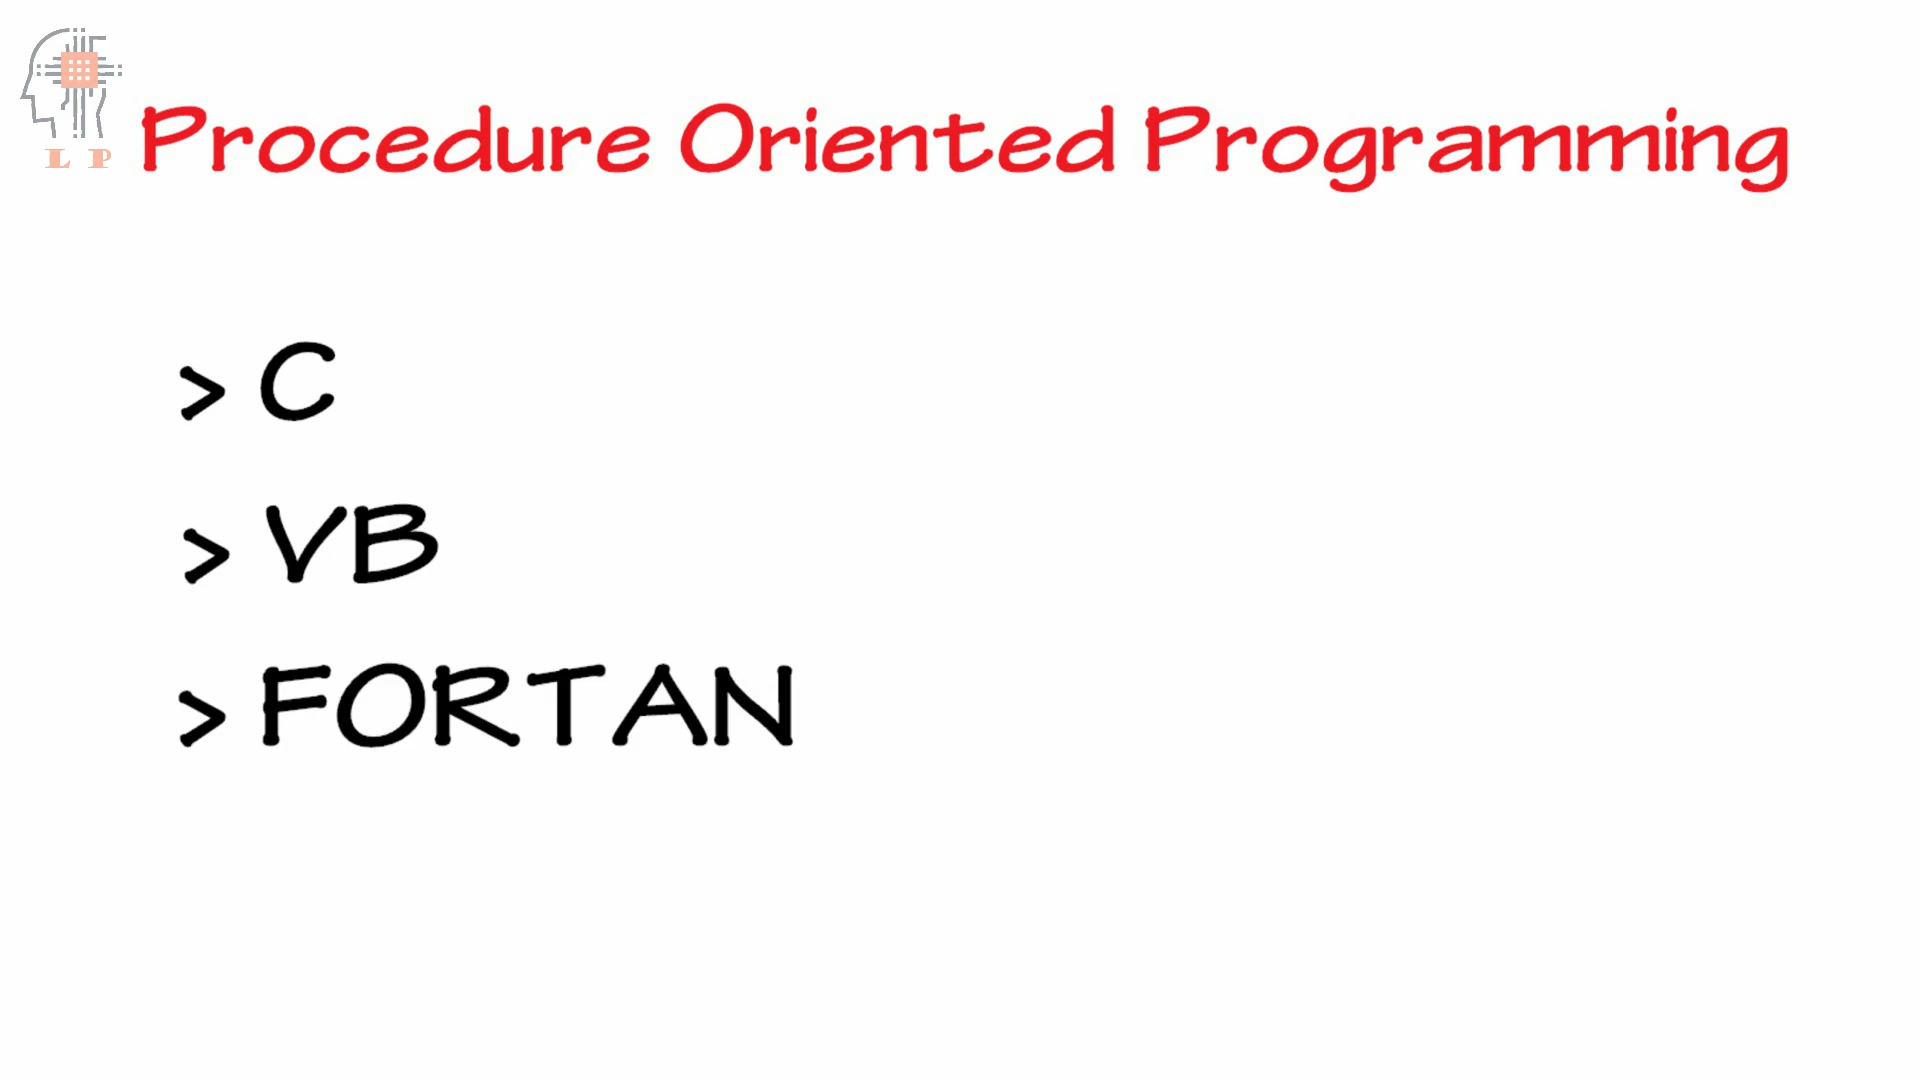 L P
Procedure Oriented Programming
> C
> VB
> FORTAN